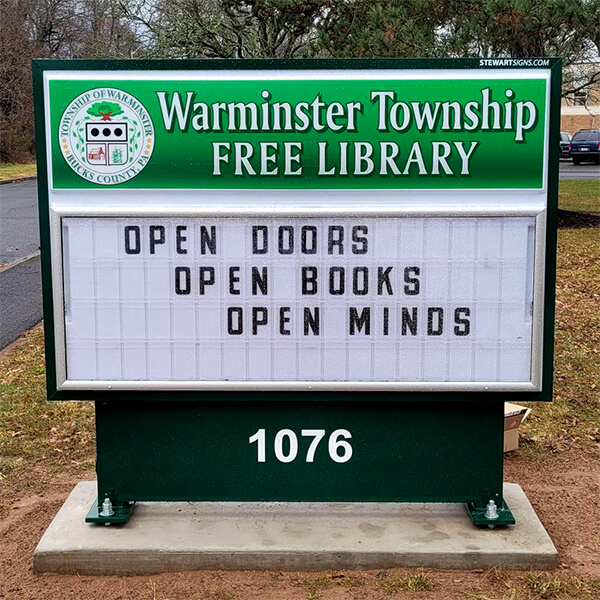 STEWARTSIGNS.COM
TOWNSHIP OF WARMINSTER
BUCKS COUNTY, PA
Warminster Township
FREE LIBRARY
OPEN DOORS
OPEN BOOKS
OPEN MINDS
1076